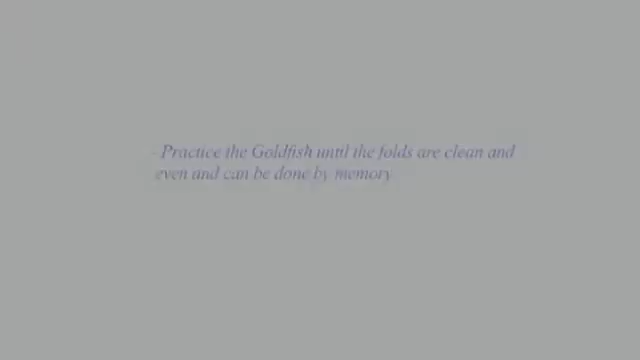 - Practice the Goldfish until the folds are clean and
even and can be done by memory